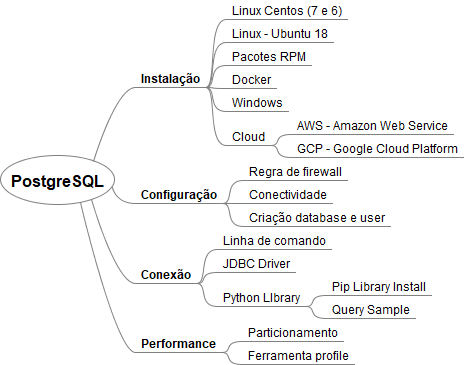 PostgreSQL
Instalação
Linux Centos (7 e 6)
Linux - Ubuntu 18
Pacotes RPM
Docker
Windows
Cloud
AWS - Amazon Web Service
GCP - Google Cloud Platform
Configuração
Regra de firewall
Conectividade
Criação database e user
Conexão
Linha de comando
JDBC Driver
Python LIbrary
Pip LIbrary Install
Query Sample
Performance
Particionamento
Ferramenta profile